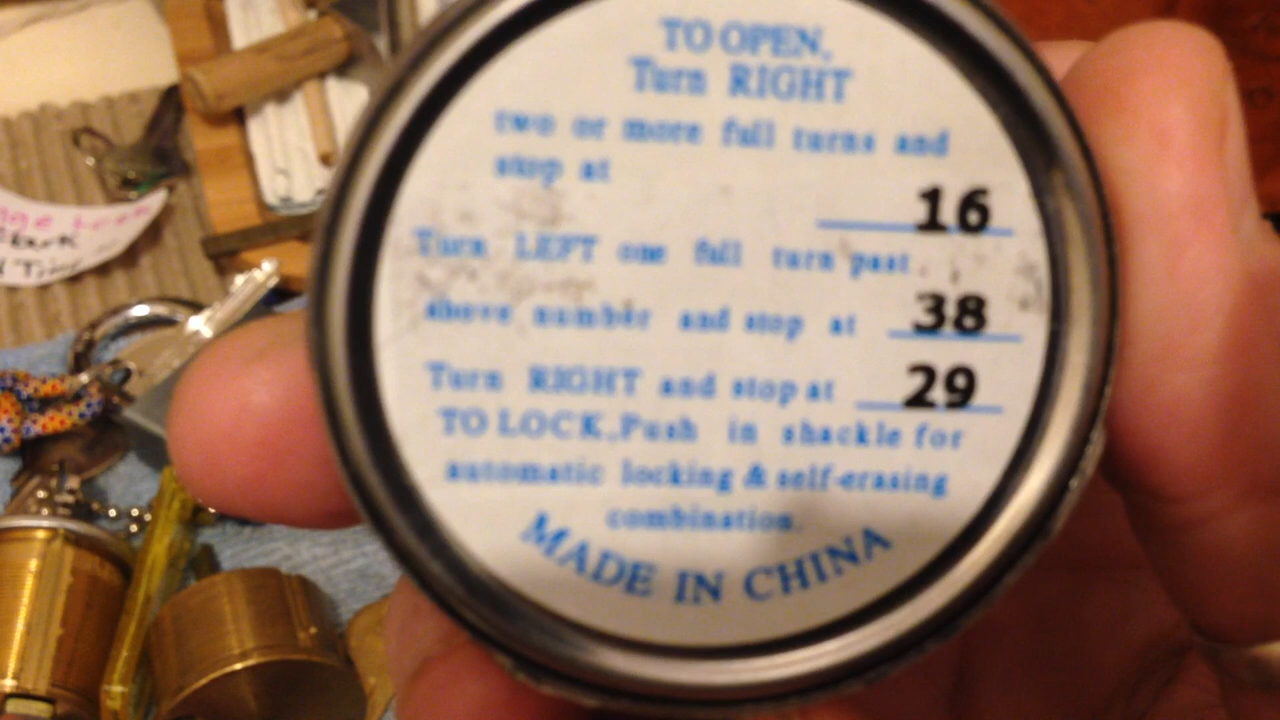 TO OPEN,
Turn RIGHT
two or more full turns and
stop at
16
Turn LEFT one full turn past
above number and stop at 38
Turn RIGHT and stop at 29
TO LOCK,Push in shackle for
automatic locking & self-erasing
combination.
MADE IN CHINA